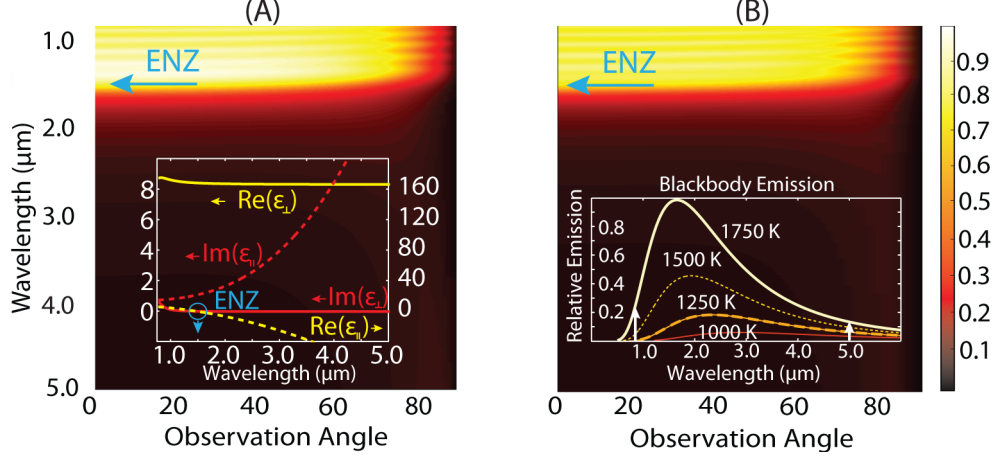 (A)
(B)
ENZ
ENZ
1.0
2.0
3.0
4.0
5.0
Wavelength (μm)
8
6
4
2
0
160
120
80
40
0
Re(ε⊥)
Im(ε||)
ENZ
Im(ε⊥)
Re(ε||)
1.0
2.0
3.0
4.0
5.0
Wavelength (μm)
0
20
40
60
80
Observation Angle
Blackbody Emission
Relative Emission
0.8
0.6
0.4
0.2
1750 K
1500 K
1250 K
1000 K
1.0
2.0
3.0
4.0
5.0
Wavelength (μm)
0
20
40
60
80
Observation Angle
0.9
0.8
0.7
0.6
0.5
0.4
0.3
0.2
0.1